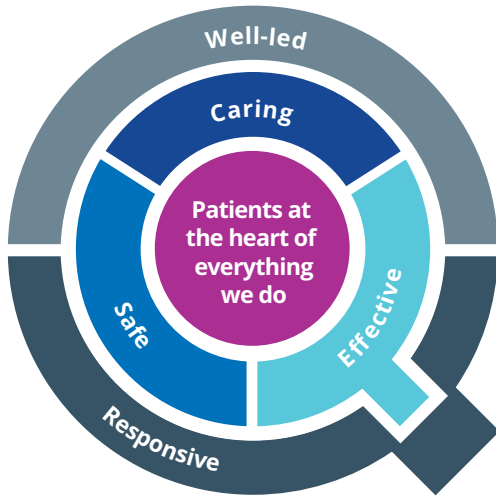 Well-led
Caring
Patients at
the heart of
everything
we do
Safe
Effective
Responsive